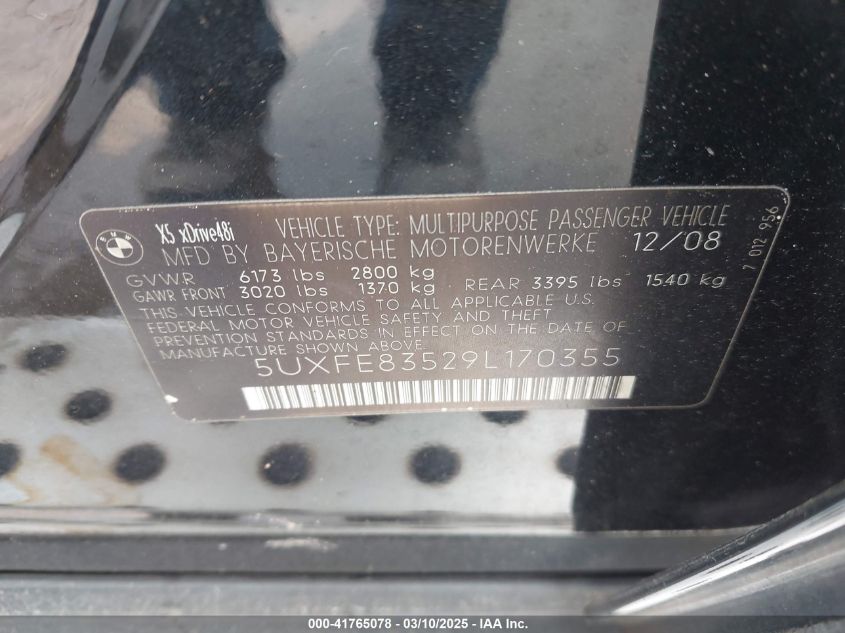 BMW
X5 xDrive48i VEHICLE TYPE: MULTIPURPOSE PASSENGER VEHICLE
MFD BY BAYERISCHE MOTORENWERKE 12/08
GVWR 6173 lbs 2800 kg
GAWR FRONT 3020 lbs 1370 kg REAR 3395 lbs 1540 kg
THIS VEHICLE CONFORMS TO ALL APPLICABLE U.S.
FEDERAL MOTOR VEHICLE SAFETY AND THEFT
PREVENTION STANDARDS IN EFFECT ON THE DATE OF
MANUFACTURE SHOWN ABOVE.
5UXFE83529L170355
7 012 956
000-41765078 — 03/10/2025 — IAA Inc.